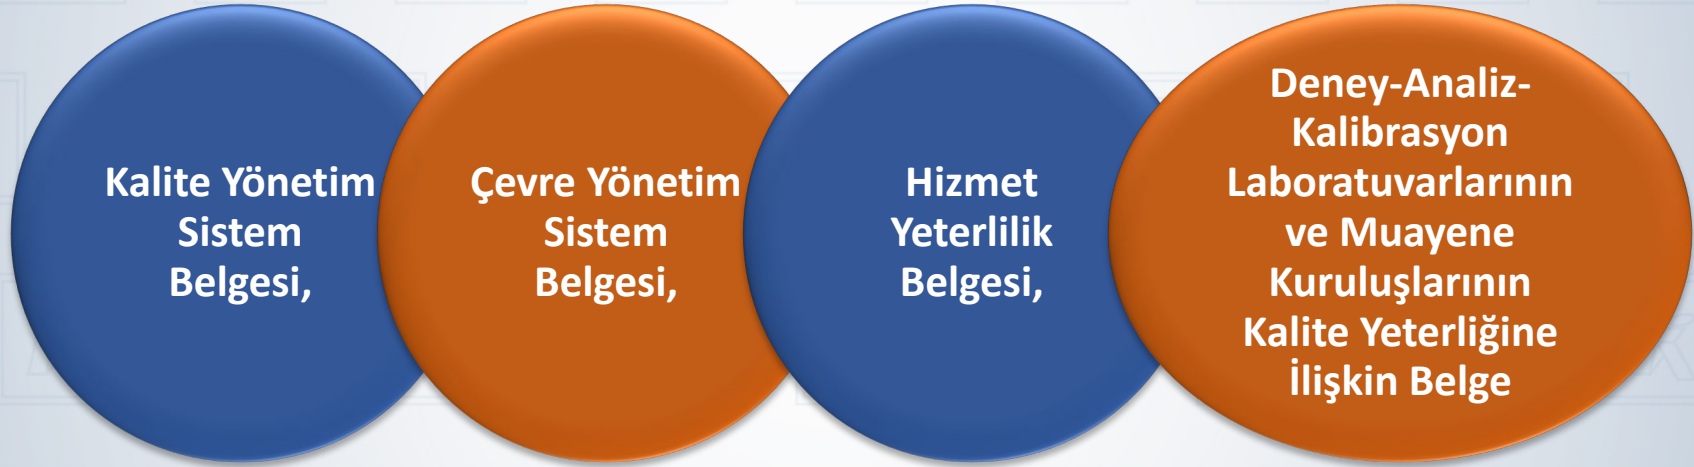 Kalite Yönetim
Sistem
Belgesi,
Çevre Yönetim
Sistem
Belgesi,
Hizmet
Yeterlilik
Belgesi,
Deney-Analiz-
Kalibrasyon
Laboratuvarlarının
ve Muayene
Kuruluşlarının
Kalite Yeterliğine
İlişkin Belge